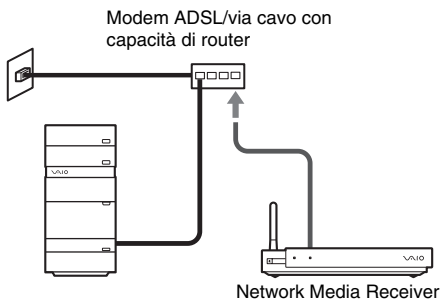 Modem ADSL/via cavo con
capacità di router
VAIO
VAIO
Network Media Receiver